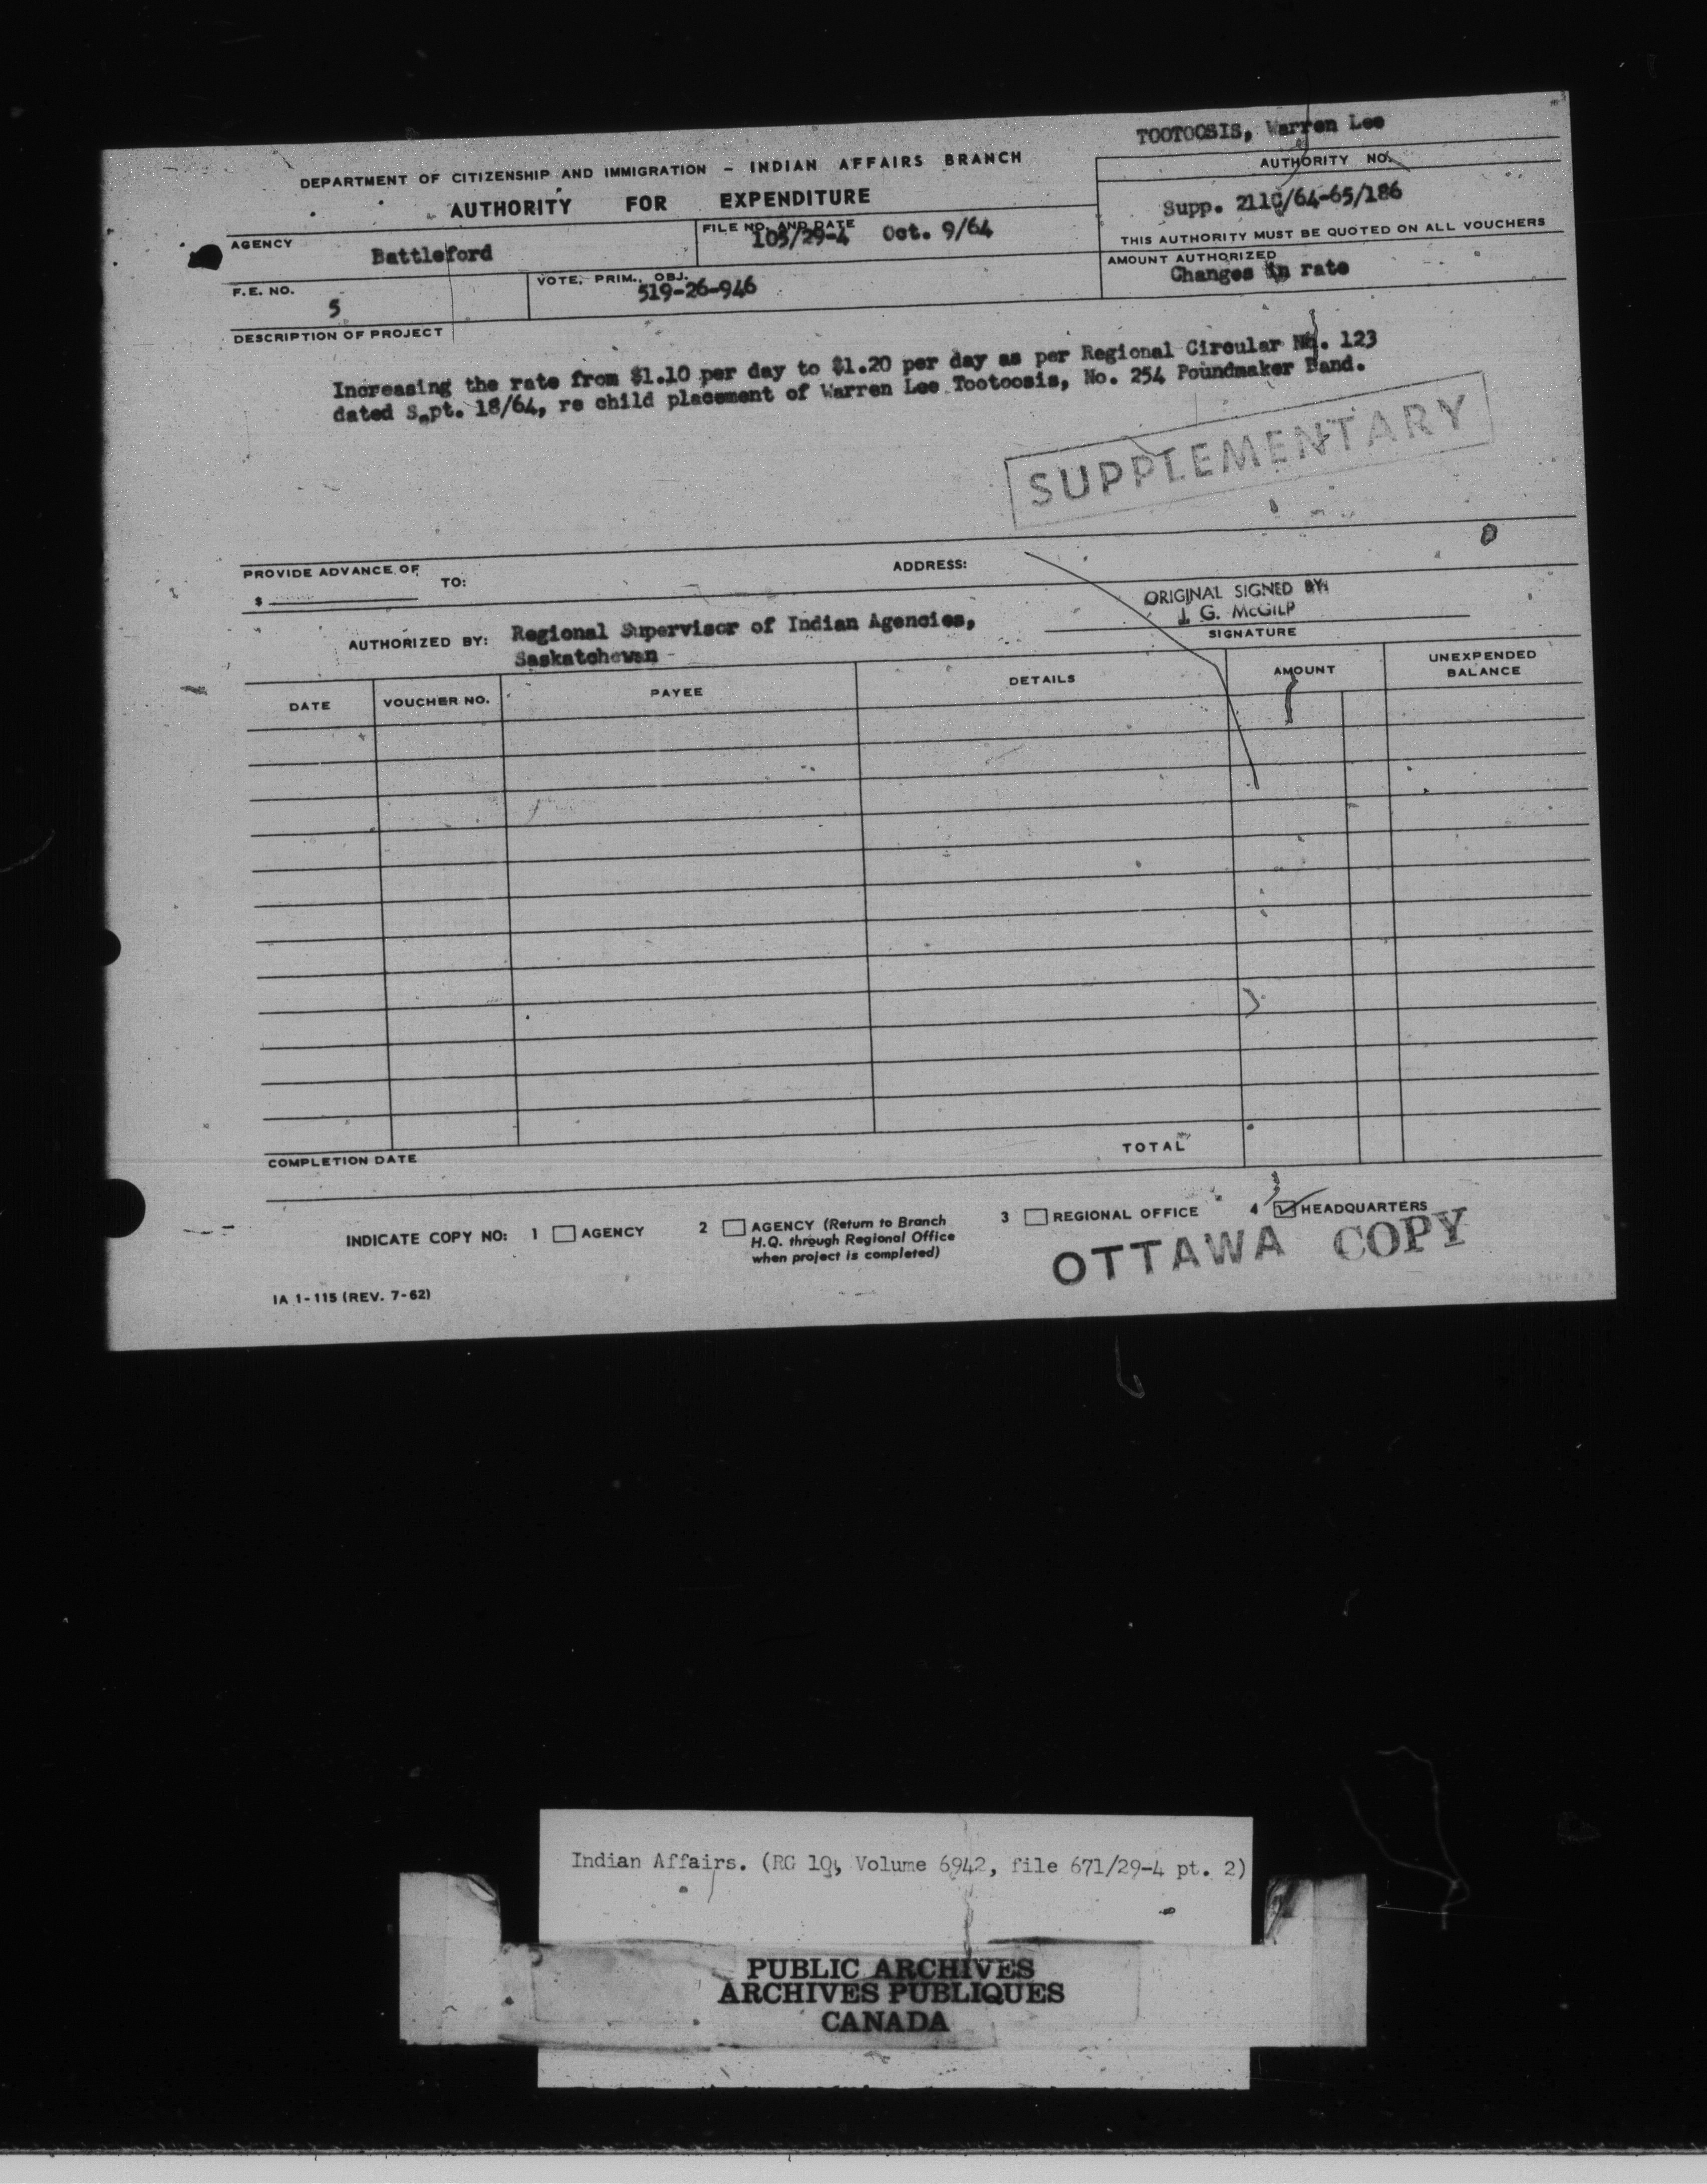 TOOTOOSIS, Warren Lee
DEPARTMENT OF CITIZENSHIP AND IMMIGRATION – INDIAN AFFAIRS BRANCH
AUTHORITY FOR EXPENDITURE
AUTHORITY NO.
Supp. 211C/64-65/186
THIS AUTHORITY MUST BE QUOTED ON ALL VOUCHERS
AGENCY
Battleford
FILE NO. AND DATE
105/29-4 Oct. 9/64
AMOUNT AUTHORIZED
Changes in rate
F.E. NO.
5
VOTE, PRIM., OBJ.
519-26-946
DESCRIPTION OF PROJECT
Increasing the rate from $1.10 per day to $1.20 per day as per Regional Circular No. 123
dated Sept. 18/64, re child placement of Warren Lee Tootoosis, No. 254 Poundmaker Band.
SUPPLEMENTARY
PROVIDE ADVANCE OF
$
TO:
ADDRESS:
AUTHORIZED BY: Regional Supervisor of Indian Agencies,
Saskatchewan
ORIGINAL SIGNED BY:
J. G. McGILP
SIGNATURE
DATE VOUCHER NO. PAYEE DETAILS AMOUNT UNEXPENDED BALANCE
COMPLETION DATE
TOTAL
INDICATE COPY NO: 1 AGENCY 2 AGENCY (Return to Branch
H.Q. through Regional Office
when project is completed)
3 REGIONAL OFFICE 4 HEADQUARTERS
OTTAWA COPY
IA 1-115 (REV. 7-62)
Indian Affairs. (RG 10, Volume 6942, file 671/29-4 pt. 2)
PUBLIC ARCHIVES
ARCHIVES PUBLIQUES
CANADA